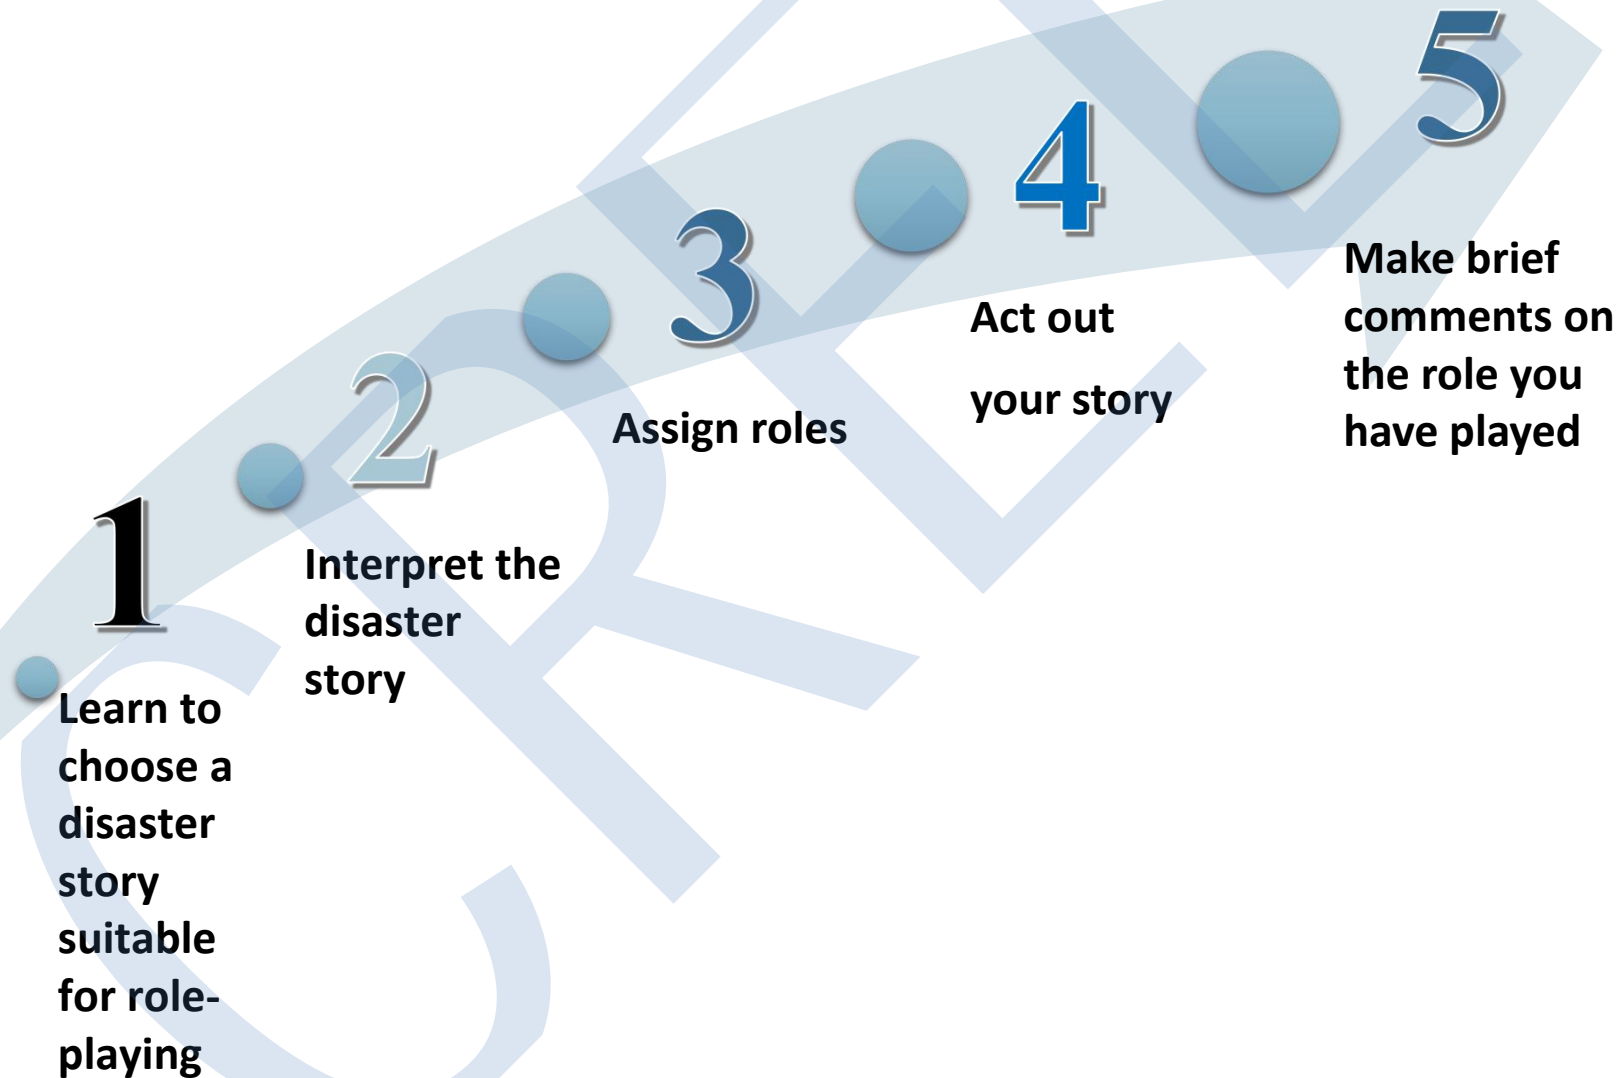 1
Learn to
choose a
disaster
story
suitable
for role-
playing
2
Interpret the
disaster
story
3
Assign roles
4
Act out
your story
5
Make brief
comments on
the role you
have played